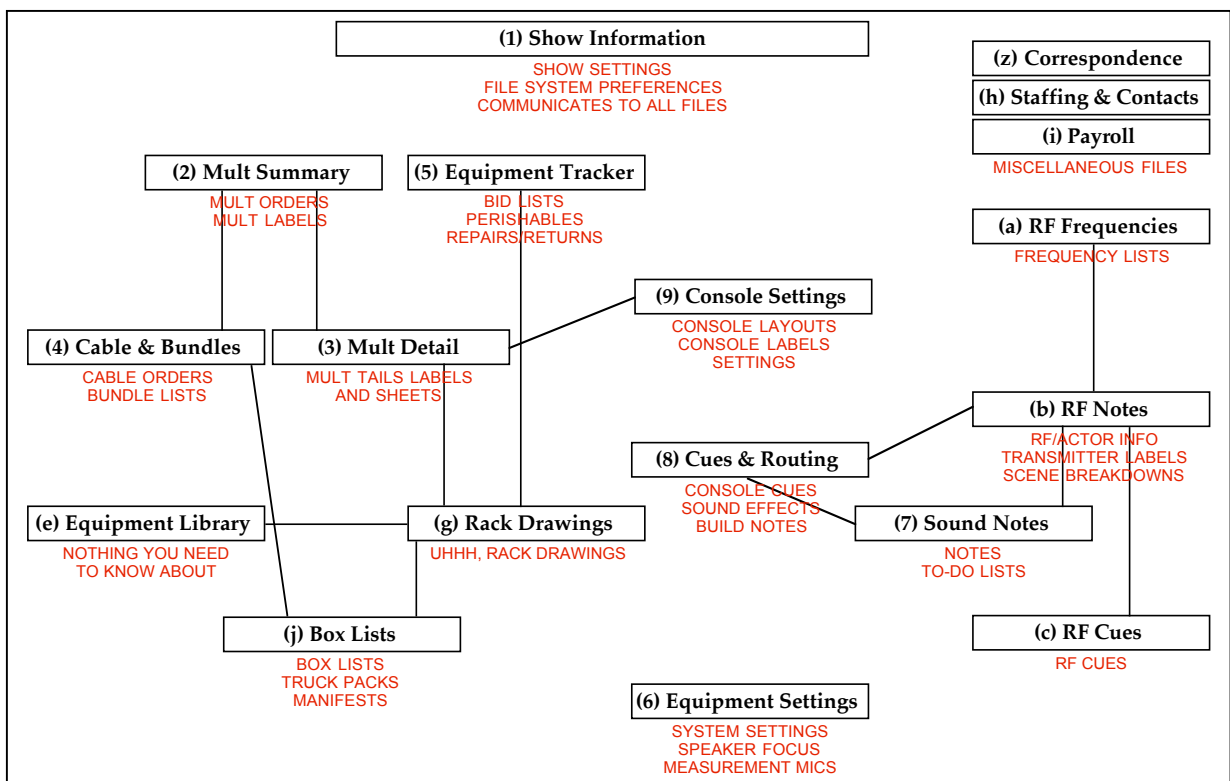 (1) Show Information
SHOW SETTINGS
FILE SYSTEM PREFERENCES
COMMUNICATES TO ALL FILES
(z) Correspondence
(h) Staffing & Contacts
(i) Payroll
MISCELLANEOUS FILES
(2) Mult Summary
MULT ORDERS
MULT LABELS
(5) Equipment Tracker
BID LISTS
PERISHABLES
REPAIRS/RETURNS
(a) RF Frequencies
FREQUENCY LISTS
(9) Console Settings
CONSOLE LAYOUTS
CONSOLE LABELS
SETTINGS
(4) Cable & Bundles
CABLE ORDERS
BUNDLE LISTS
(3) Mult Detail
MULT TAILS LABELS
AND SHEETS
(b) RF Notes
RF/ACTOR INFO
TRANSMITTER LABELS
SCENE BREAKDOWNS
(8) Cues & Routing
CONSOLE CUES
SOUND EFFECTS
BUILD NOTES
(e) Equipment Library
NOTHING YOU NEED
TO KNOW ABOUT
(g) Rack Drawings
UHHH, RACK DRAWINGS
(7) Sound Notes
NOTES
TO-DO LISTS
(j) Box Lists
BOX LISTS
TRUCK PACKS
MANIFESTS
(c) RF Cues
RF CUES
(6) Equipment Settings
SYSTEM SETTINGS
SPEAKER FOCUS
MEASUREMENT MICS